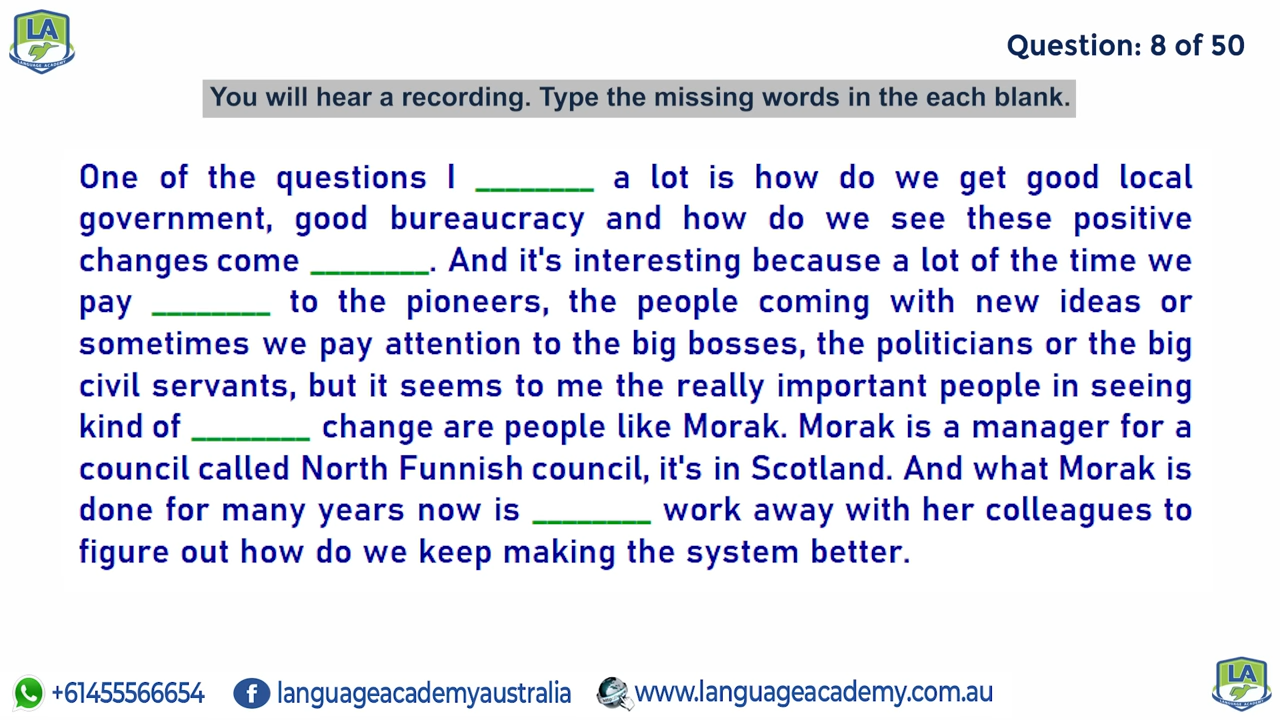 LA
LANGUAGE ACADEMY
Question: 8 of 50
You will hear a recording. Type the missing words in the each blank.
One of the questions I ________ a lot is how do we get good local
government, good bureaucracy and how do we see these positive
changes come ________. And it's interesting because a lot of the time we
pay ________ to the pioneers, the people coming with new ideas or
sometimes we pay attention to the big bosses, the politicians or the big
civil servants, but it seems to me the really important people in seeing
kind of ________ change are people like Morak. Morak is a manager for a
council called North Funnish council, it's in Scotland. And what Morak is
done for many years now is ________ work away with her colleagues to
figure out how do we keep making the system better.
+61455566654 f languageacademyaustralia www.languageacademy.com.au
LA
LANGUAGE ACADEMY